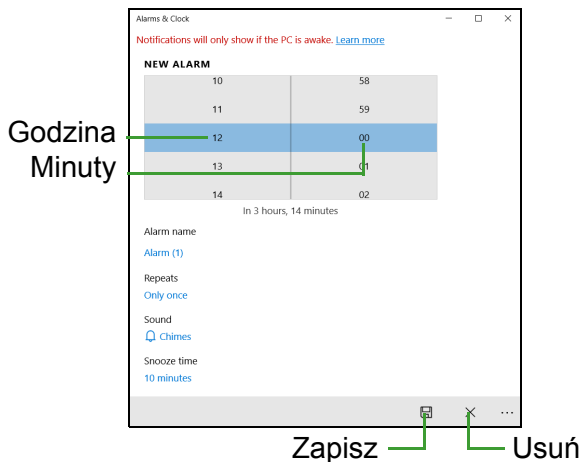 Alarms & Clock
Notifications will only show if the PC is awake. Learn more
NEW ALARM
10 58
11 59
Godzina 12 00
Minuty 13 01
14 02
In 3 hours, 14 minutes
Alarm name
Alarm (1)
Repeats
Only once
Sound
Chimes
Snooze time
10 minutes
Zapisz Usuń